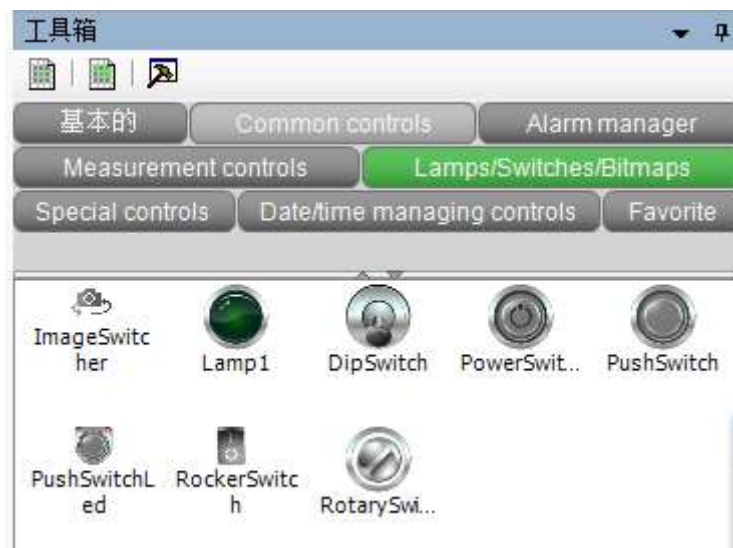 工具箱
基本的
Common controls
Alarm manager
Measurement controls
Lamps/Switches/Bitmaps
Special controls
Date/time managing controls
Favorite
ImageSwitc
her
Lamp1
DipSwitch
PowerSwit...
PushSwitch
PushSwitchL
ed
RockerSwitc
h
RotarySwi...